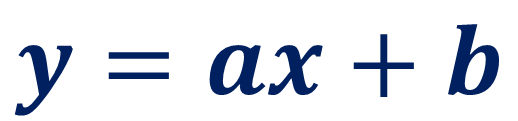 y = ax + b